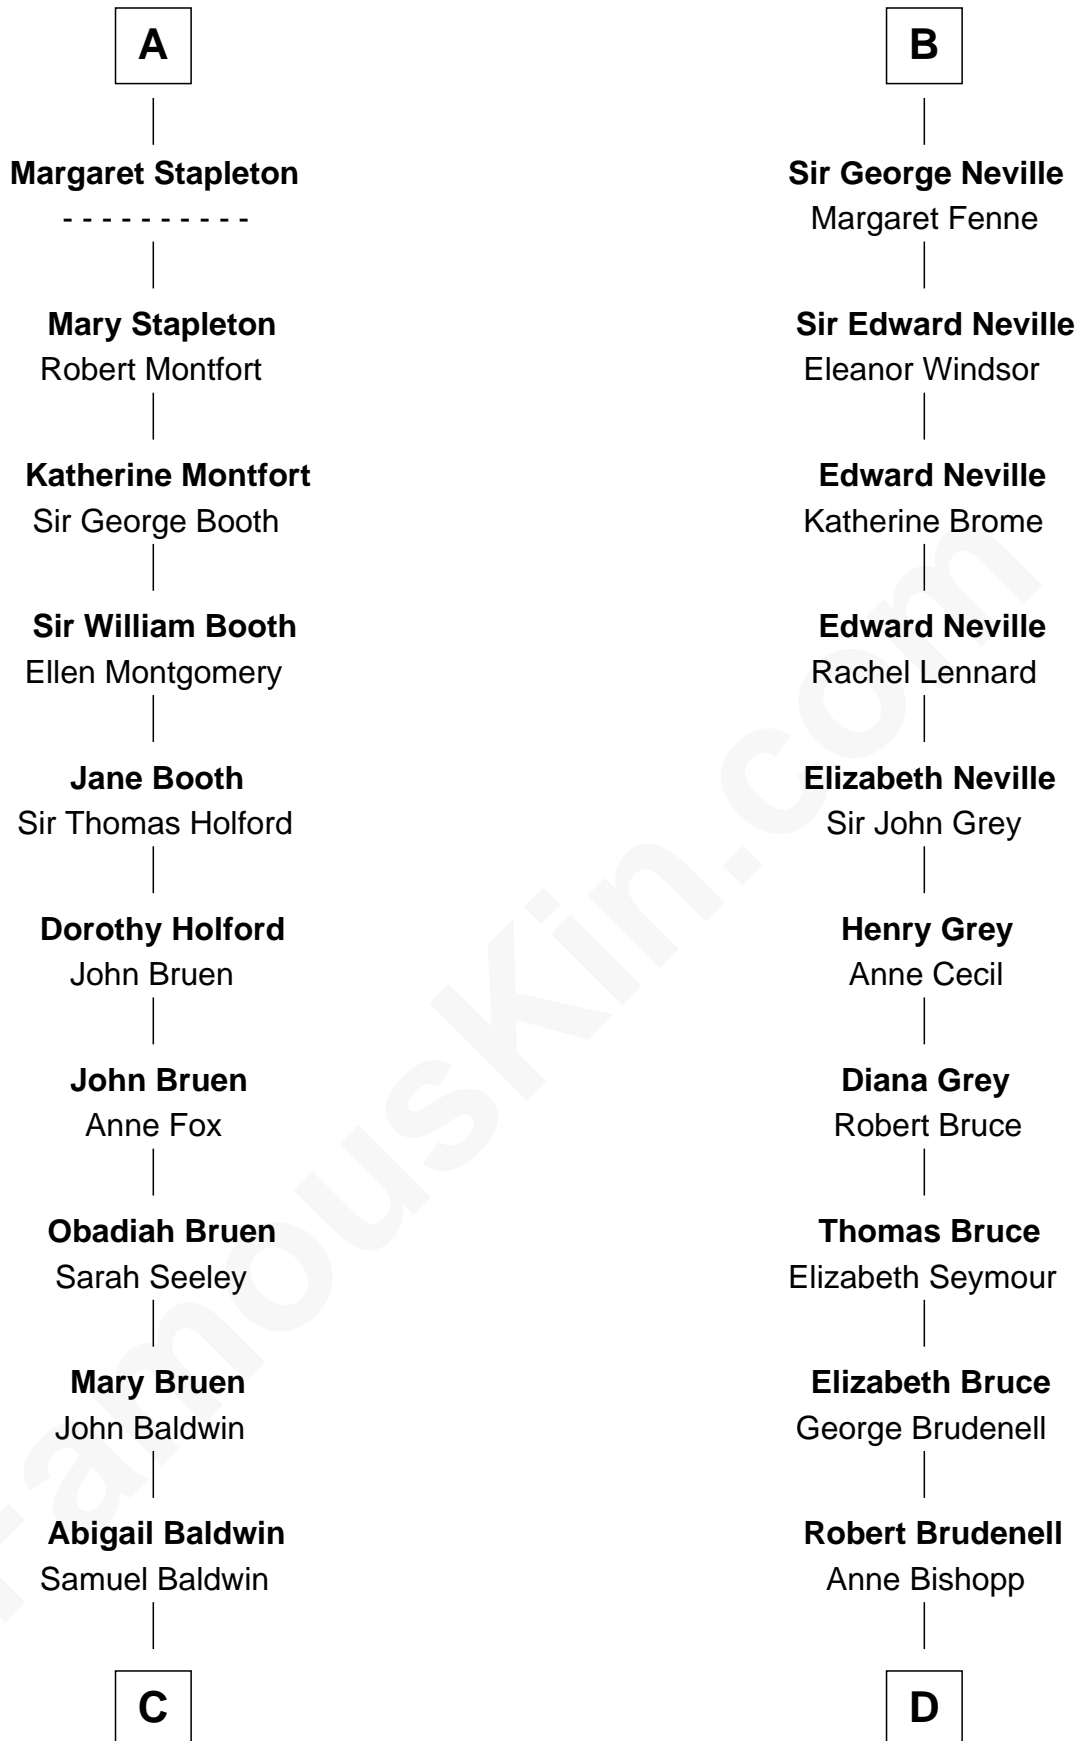 A
Margaret Stapleton
- - - - - - - - - -
Mary Stapleton
Robert Montfort
Katherine Montfort
Sir George Booth
Sir William Booth
Ellen Montgomery
Jane Booth
Sir Thomas Holford
Dorothy Holford
John Bruen
John Bruen
Anne Fox
Obadiah Bruen
Sarah Seeley
Mary Bruen
John Baldwin
Abigail Baldwin
Samuel Baldwin
C
B
Sir George Neville
Margaret Fenne
Sir Edward Neville
Eleanor Windsor
Edward Neville
Katherine Brome
Edward Neville
Rachel Lennard
Elizabeth Neville
Sir John Grey
Henry Grey
Anne Cecil
Diana Grey
Robert Bruce
Thomas Bruce
Elizabeth Seymour
Elizabeth Bruce
George Brudenell
Robert Brudenell
Anne Bishopp
D
FamousKin.com